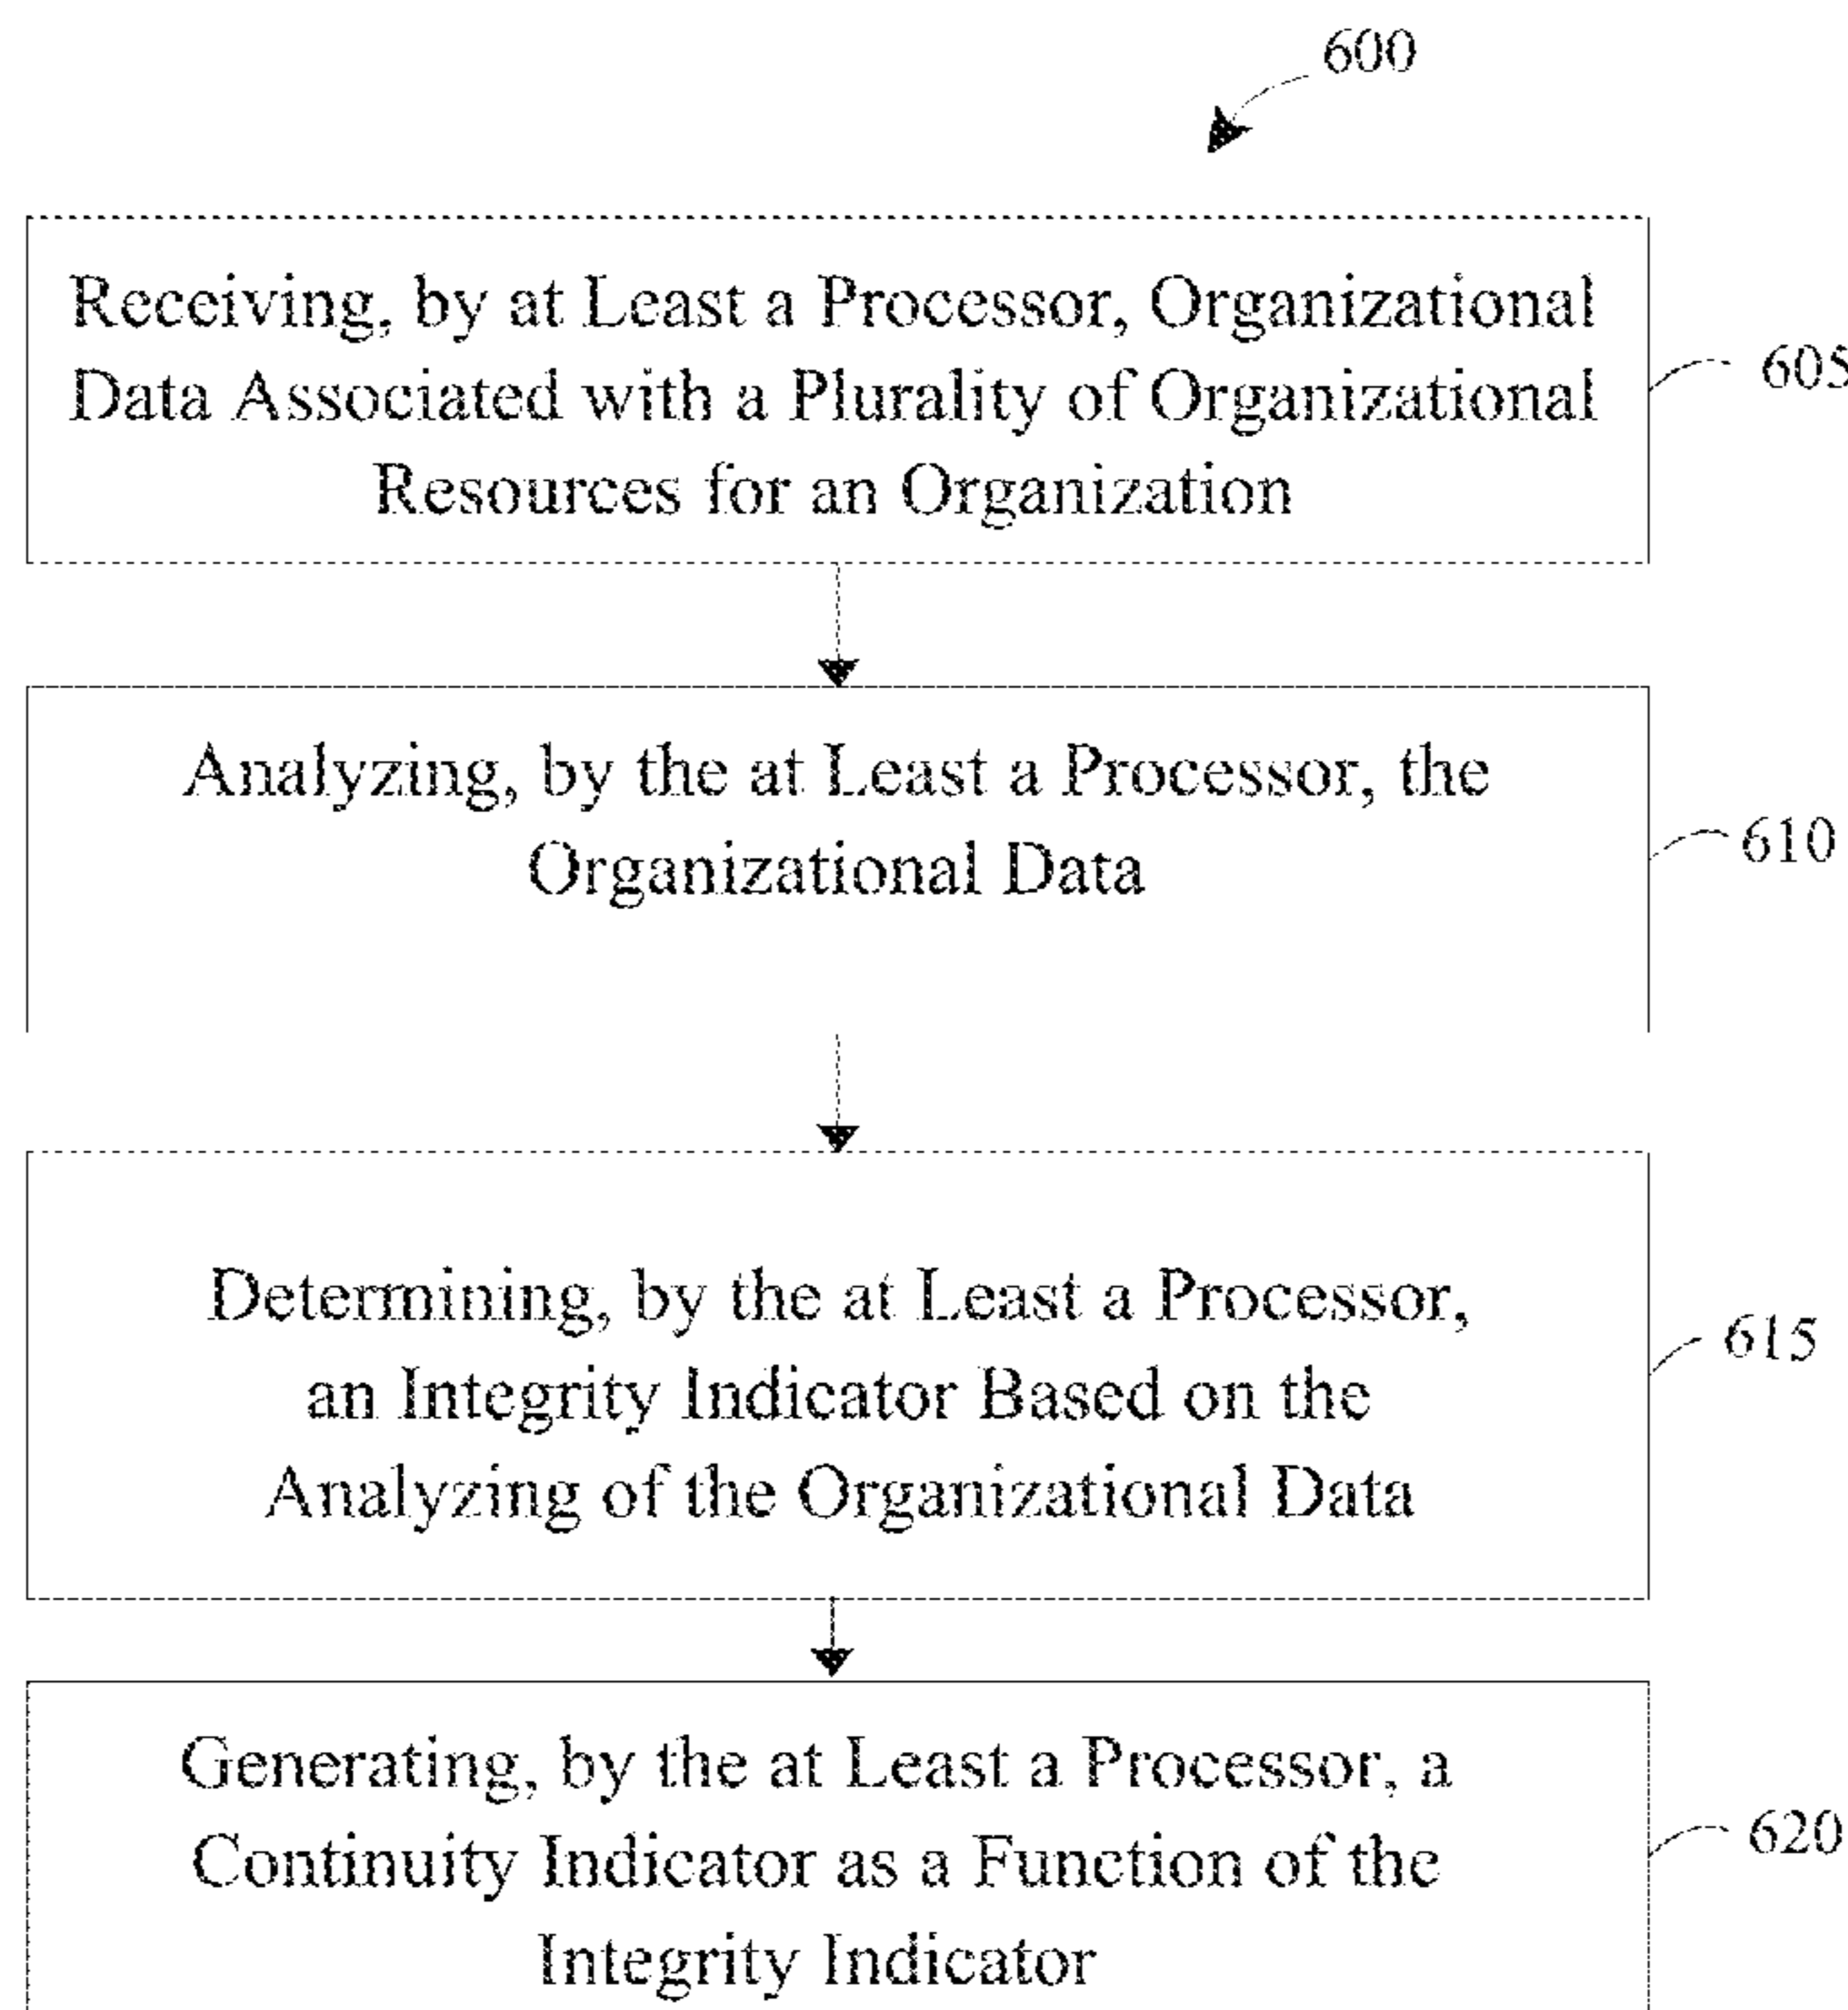 600
Receiving, by at Least a Processor, Organizational
Data Associated with a Plurality of Organizational
Resources for an Organization
605
Analyzing, by the at Least a Processor, the
Organizational Data
610
Determining, by the at Least a Processor,
an Integrity Indicator Based on the
Analyzing of the Organizational Data
615
Generating, by the at Least a Processor, a
Continuity Indicator as a Function of the
Integrity Indicator
620